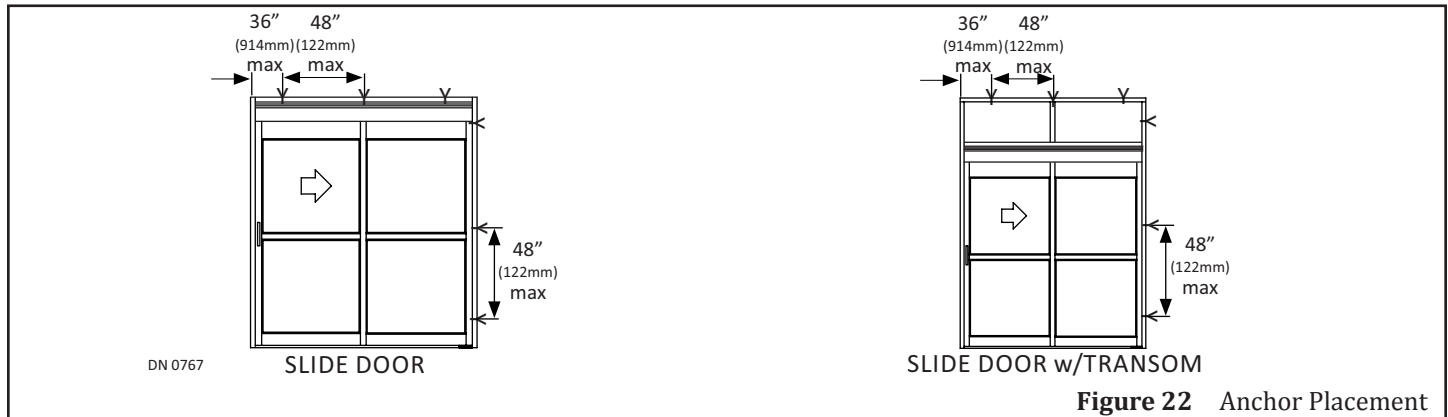 36” 48”
(914mm)(122mm)
max max
48”
(122mm)
max
DN 0767
SLIDE DOOR
36” 48”
(914mm)(122mm)
max max
48”
(122mm)
max
SLIDE DOOR w/TRANSOM
Figure 22 Anchor Placement